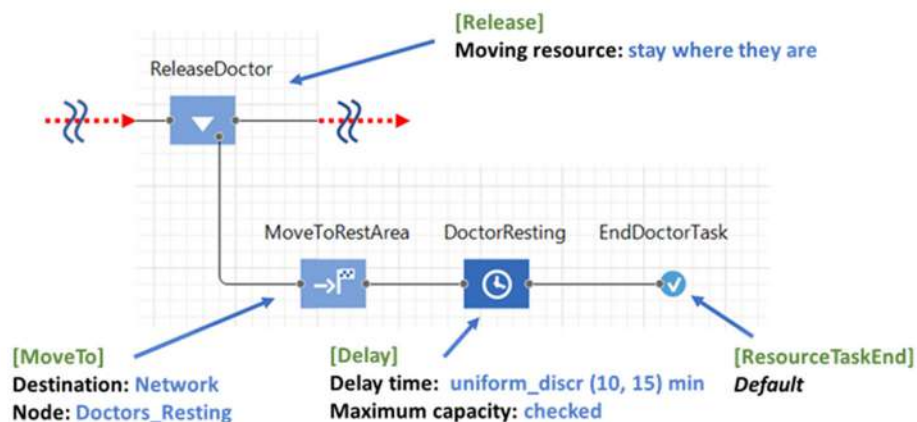 [Release]
Moving resource: stay where they are
ReleaseDoctor
MoveToRestArea
DoctorResting
EndDoctorTask
[MoveTo]
Destination: Network
Node: Doctors_Resting
[Delay]
Delay time: uniform_discr (10, 15) min
Maximum capacity: checked
[ResourceTaskEnd]
Default